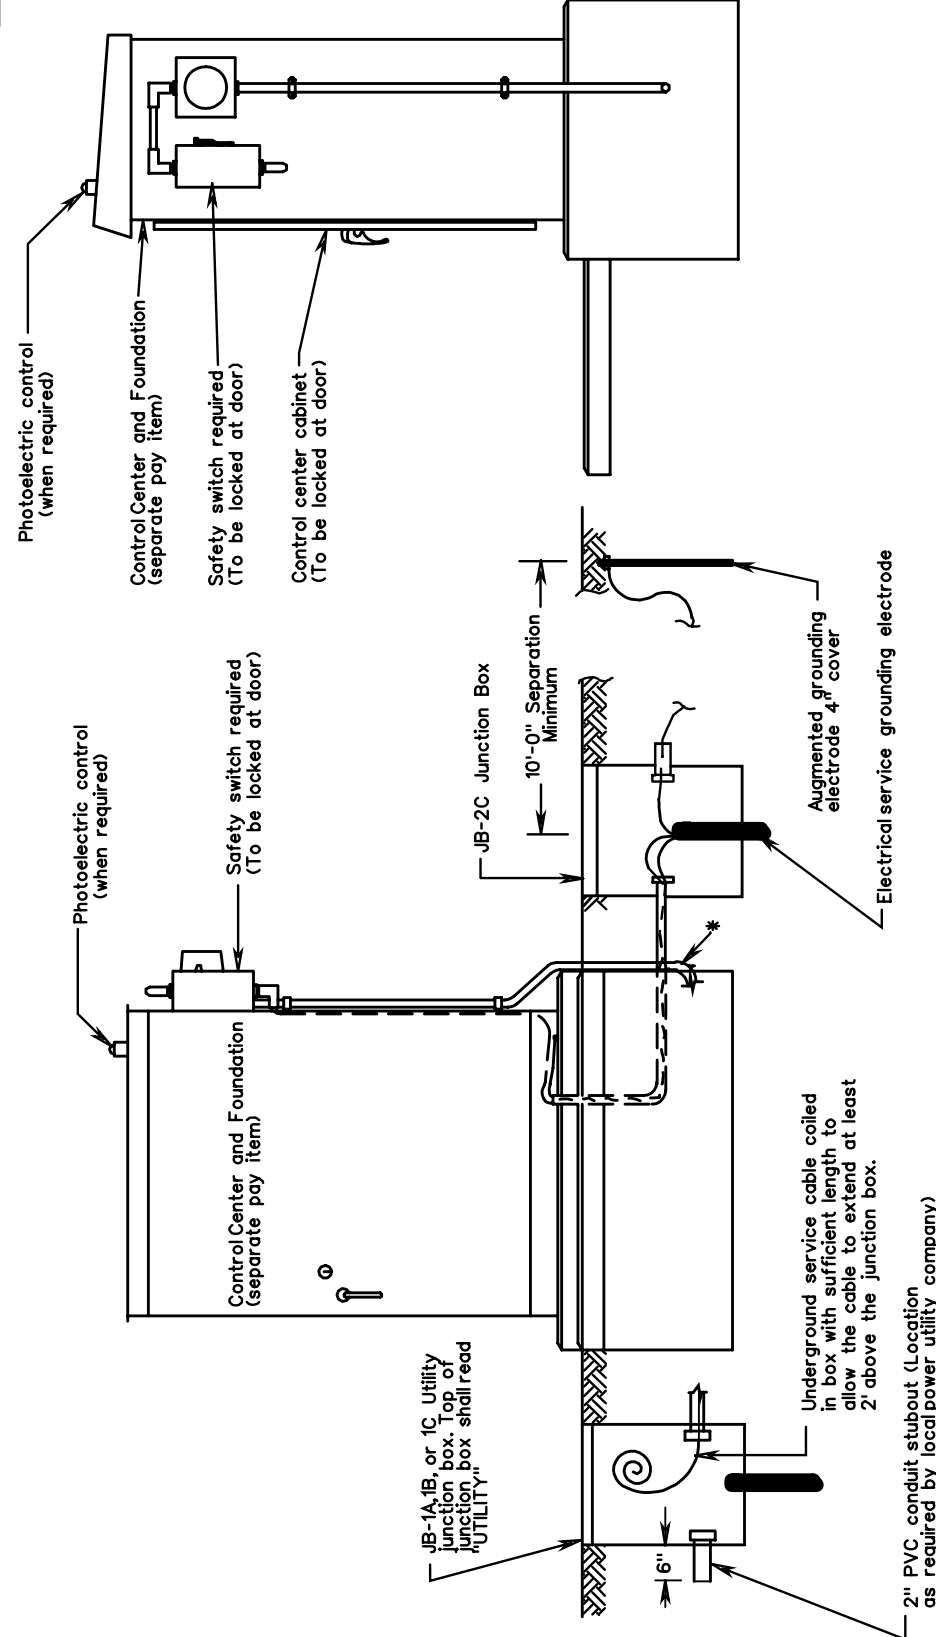 Photoelectric control
(when required)
Control Center and Foundation
(separate pay item)
Safety switch required
(To be locked at door)
Control center cabinet
(To be locked at door)
Photoelectric control
(when required)
Safety switch required
(To be locked at door)
Control Center and Foundation
(separate pay item)
JB-2C Junction Box
10'-0" Separation
Minimum
Augmented grounding
electrode 4" cover
Electrical service grounding electrode
*
JB-1A,1B, or 1C Utility
junction box. Top of
junction box shall read
"UTILITY"
6"
Underground service cable coiled
in box with sufficient length to
allow the cable to extend at least
2' above the junction box.
2" PVC conduit stubout (Location
as required by local power utility company)